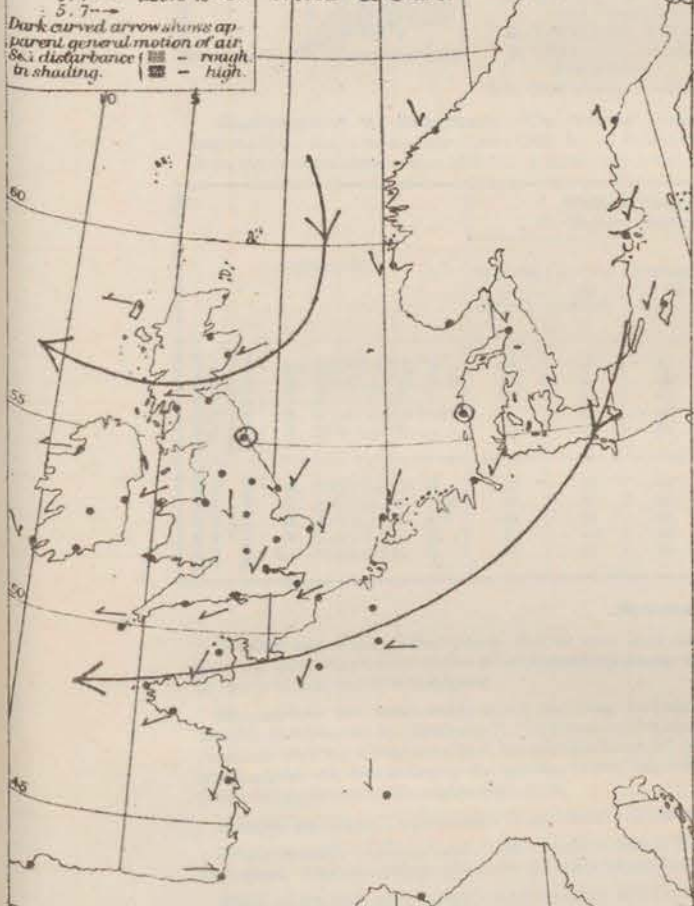 5, 7
Dark curved arrow shows ap-
parent general motion of air.
Sea disturbance { - rough.
in shading. - high.
10
5
60
55
50
45